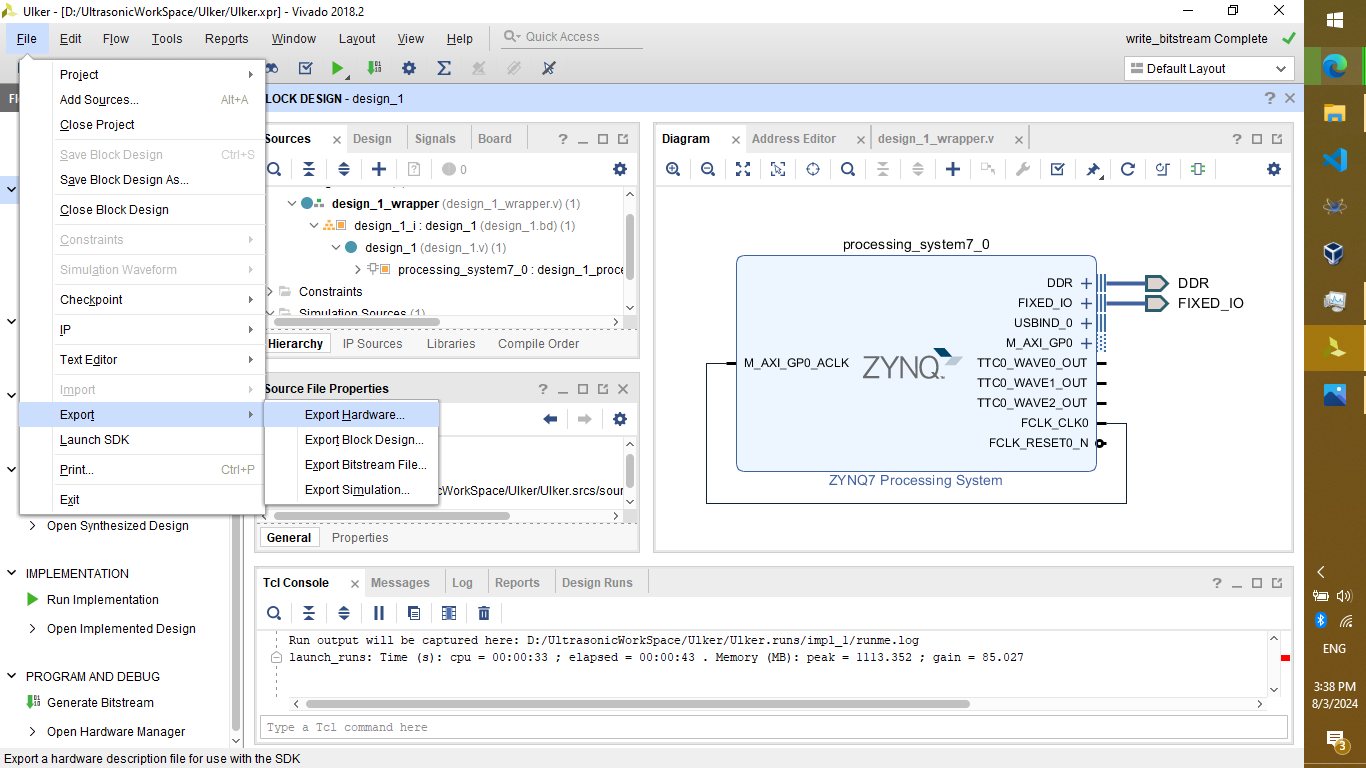 Ulker - [D:/UltrasonicWorkSpace/Ulker/Ulker.xpr] - Vivado 2018.2
File Edit Flow Tools Reports Window Layout View Help Quick Access write_bitstream Complete
Default Layout
Project
Add Sources... Alt+A
Close Project
Save Block Design Ctrl+S
Save Block Design As...
Close Block Design
Constraints
Simulation Waveform
Checkpoint
IP
Text Editor
Import
Export
Launch SDK
Print... Ctrl+P
Exit
Export Hardware...
Export Block Design...
Export Bitstream File...
Export Simulation...
LOCK DESIGN - design_1
Sources Design Signals Board
0
design_1_wrapper (design_1_wrapper.v) (1)
design_1_i : design_1 (design_1.bd) (1)
design_1 (design_1.v) (1)
processing_system7_0 : design_1_proce
Constraints
Simulation Sources (1)
Hierarchy IP Sources Libraries Compile Order
Source File Properties
WorkSpace/Ulker/Ulker.srcs/sour
General Properties
Diagram Address Editor design_1_wrapper.v
processing_system7_0
DDR
FIXED_IO
USBIND_0
M_AXI_GP0
M_AXI_GP0_ACLK
ZYNQ
TTC0_WAVE0_OUT
TTC0_WAVE1_OUT
TTC0_WAVE2_OUT
FCLK_CLK0
FCLK_RESET0_N
ZYNQ7 Processing System
DDR
FIXED_IO
Open Synthesized Design
IMPLEMENTATION
Run Implementation
Open Implemented Design
PROGRAM AND DEBUG
Generate Bitstream
Open Hardware Manager
Tcl Console Messages Log Reports Design Runs
Run output will be captured here: D:/UltrasonicWorkSpace/Ulker/Ulker.runs/impl_1/runme.log
launch_runs: Time (s): cpu = 00:00:33 ; elapsed = 00:00:43 . Memory (MB): peak = 1113.352 ; gain = 85.027
Type a Tcl command here
Export a hardware description file for use with the SDK
ENG
3:38 PM
8/3/2024
3